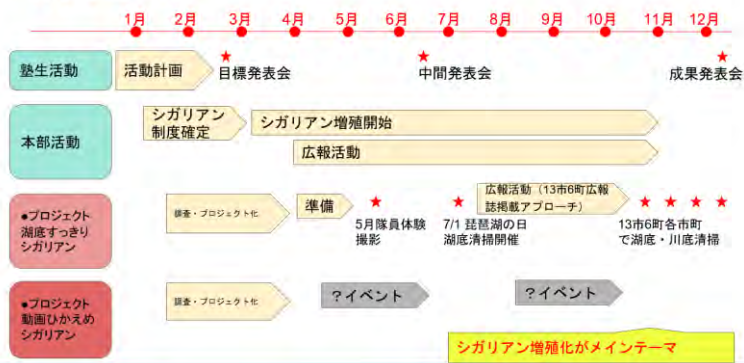 1月 2月 3月 4月 5月 6月 7月 8月 9月 10月 11月 12月
塾生活動
活動計画
目標発表会
中間発表会
成果発表会
本部活動
シガリアン
制度確定
シガリアン増殖開始
広報活動
●プロジェクト
湖底すっきり
シガリアン
調査・プロジェクト化
準備
5月隊員体験
撮影
7/1 琵琶湖の日
湖底清掃開催
広報活動（13市6町広報
誌掲載アプローチ）
13市6町各市町
で湖底・川底清掃
●プロジェクト
動画ひかえめ
シガリアン
調査・プロジェクト化
？イベント
？イベント
シガリアン増殖化がメインテーマ